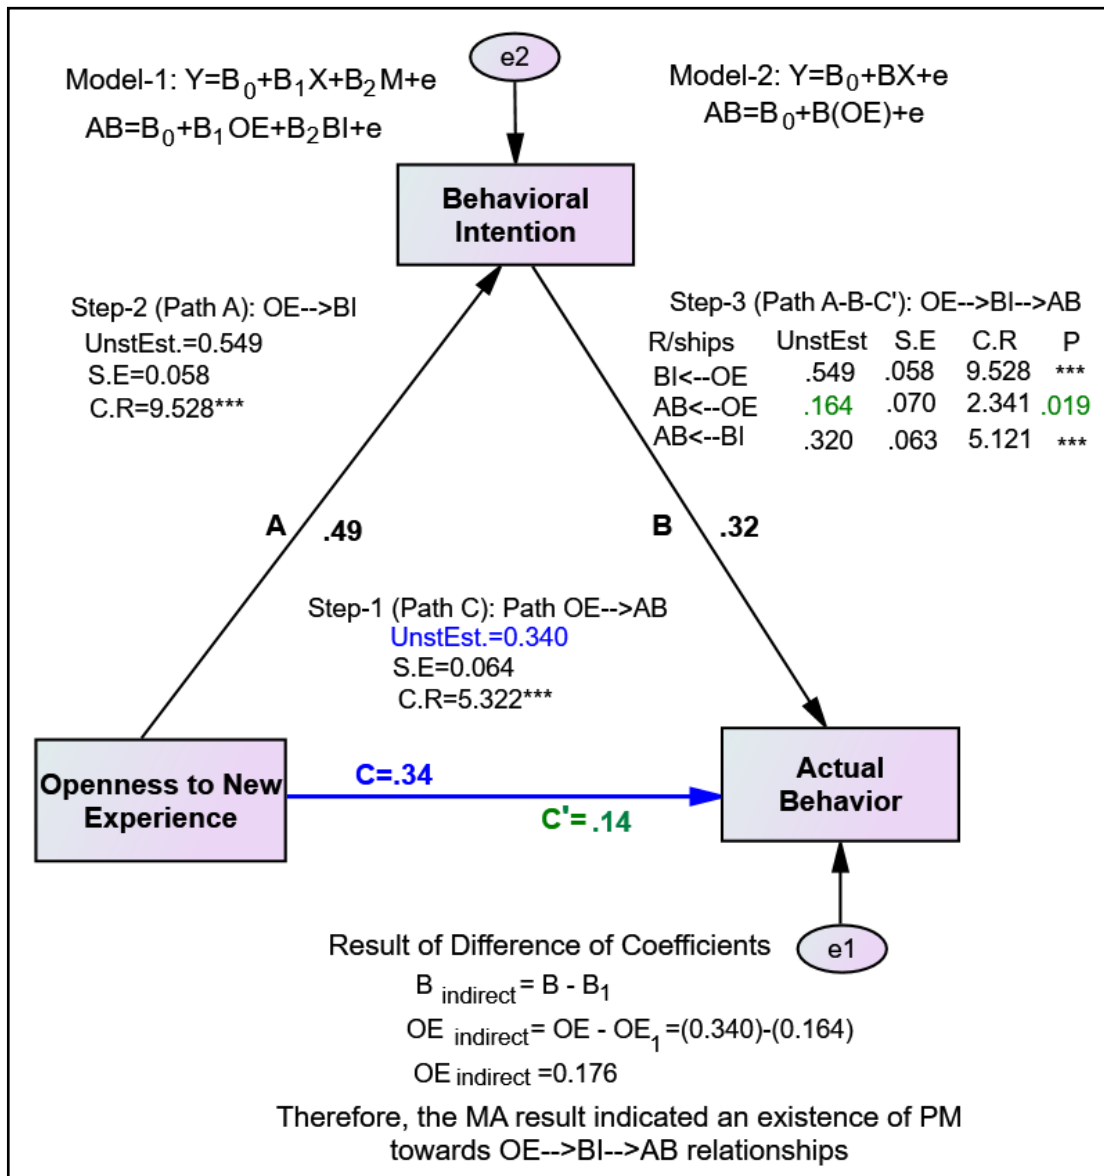 e2
Model-1: Y=B0+B1X+B2M+e
AB=B0+B1OE+B2BI+e
Model-2: Y=B0+BX+e
AB=B0+B(OE)+e
Behavioral
Intention
Step-2 (Path A): OE-->BI
UnstEst.=0.549
S.E=0.058
C.R=9.528***
Step-3 (Path A-B-C'): OE-->BI-->AB
R/ships UnstEst S.E C.R P
BI<--OE .549 .058 9.528 ***
AB<--OE .164 .070 2.341 .019
AB<--BI .320 .063 5.121 ***
A .49
B .32
Step-1 (Path C): Path OE-->AB
UnstEst.=0.340
S.E=0.064
C.R=5.322***
Openness to New
Experience
C=.34
C'= .14
Actual
Behavior
e1
Result of Difference of Coefficients
B indirect = B - B1
OE indirect = OE - OE1 =(0.340)-(0.164)
OE indirect =0.176
Therefore, the MA result indicated an existence of PM
towards OE-->BI-->AB relationships